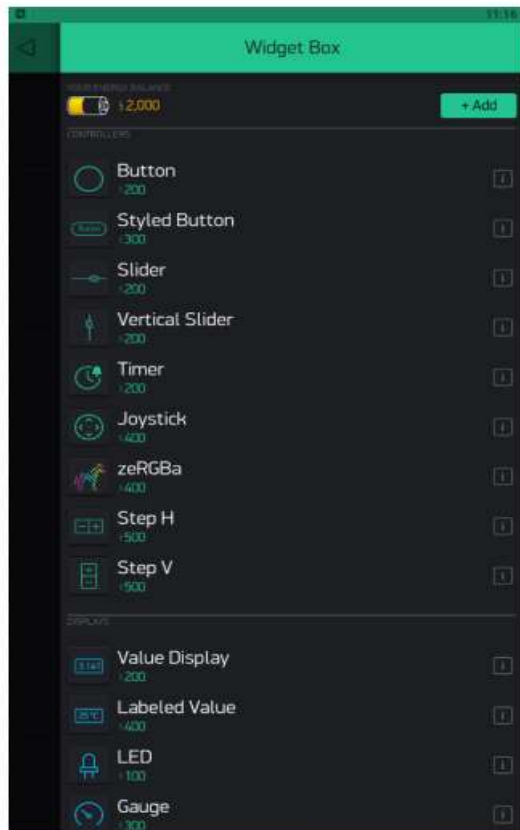 11:16
Widget Box
YOUR ENERGY BALANCE
2,000
+ Add
CONTROLLERS
Button
200
Styled Button
300
Slider
200
Vertical Slider
200
Timer
200
Joystick
400
zeRGBa
400
Step H
500
Step V
500
DISPLAYS
Value Display
200
Labeled Value
400
LED
100
Gauge
300